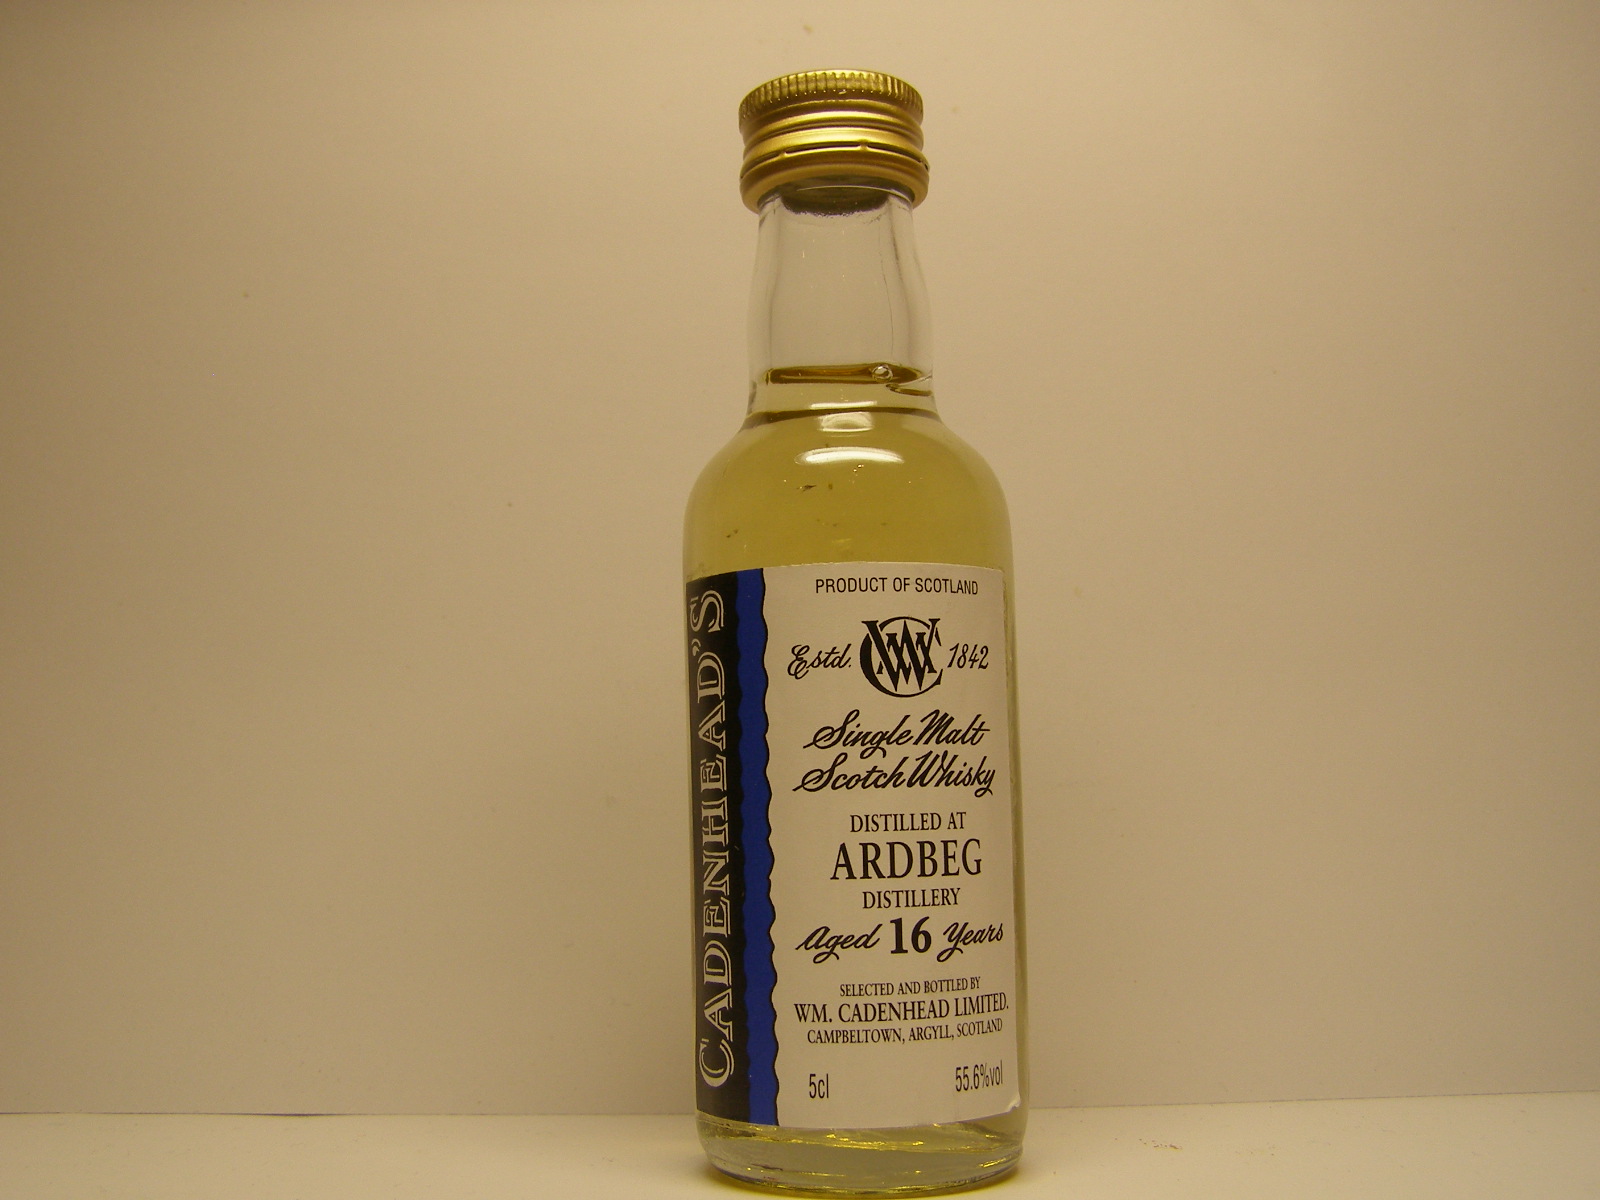 CADENHEAD'S
PRODUCT OF SCOTLAND
Estd. WCM 1842
Single Malt
Scotch Whisky
DISTILLED AT
ARDBEG
DISTILLERY
Aged 16 Years
SELECTED AND BOTTLED BY
WM. CADENHEAD LIMITED.
CAMPBELTOWN, ARGYLL, SCOTLAND
5cl 55.6%vol